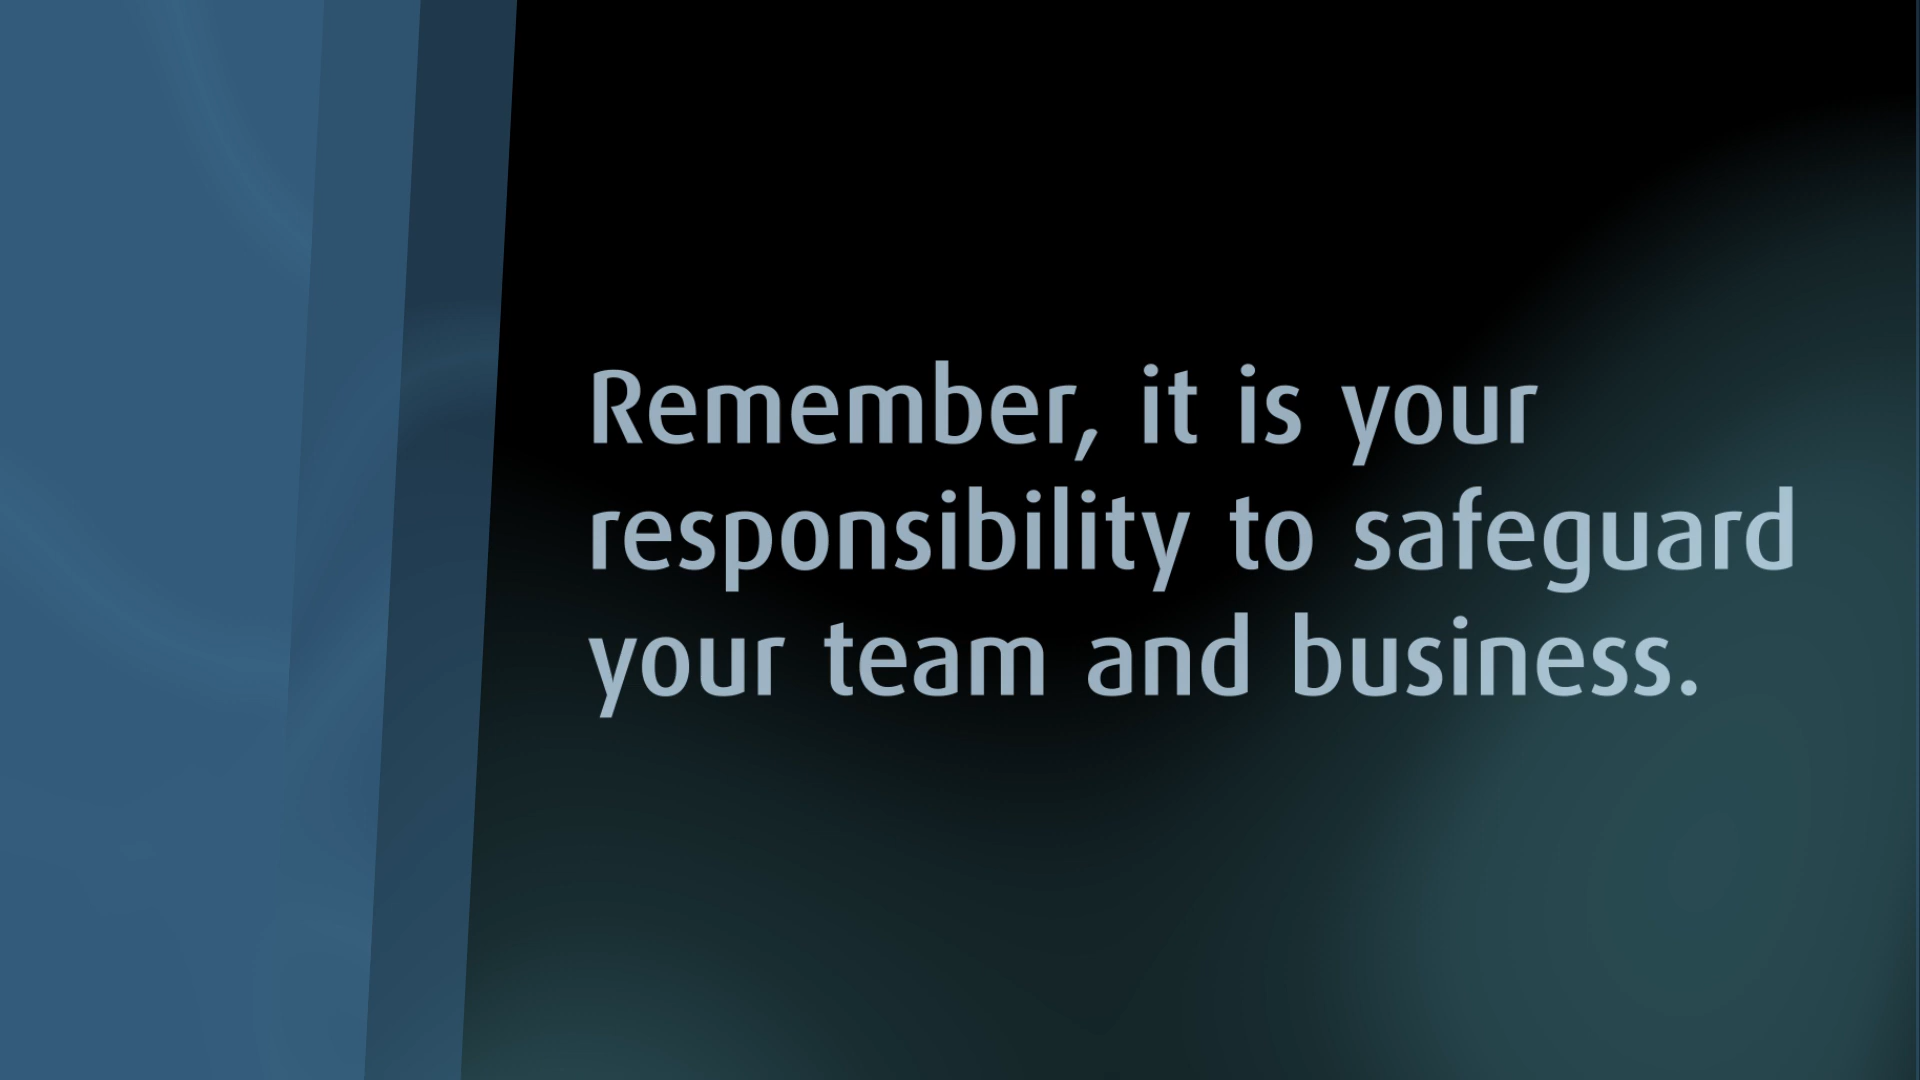 Remember, it is your
responsibility to safeguard
your team and business.